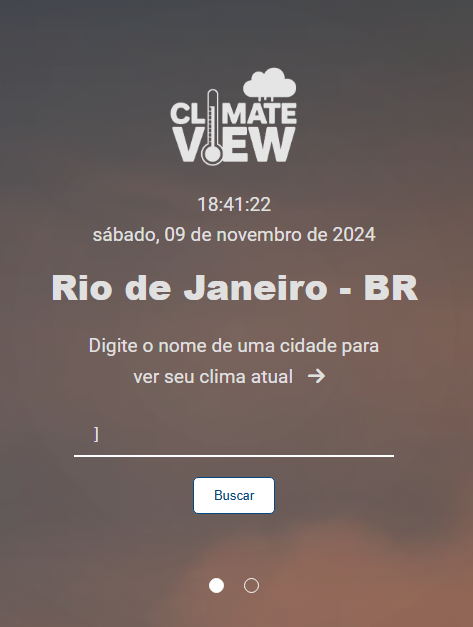 CLIMATE
VIEW
18:41:22
sábado, 09 de novembro de 2024
Rio de Janeiro - BR
Digite o nome de uma cidade para
ver seu clima atual →
]
Buscar